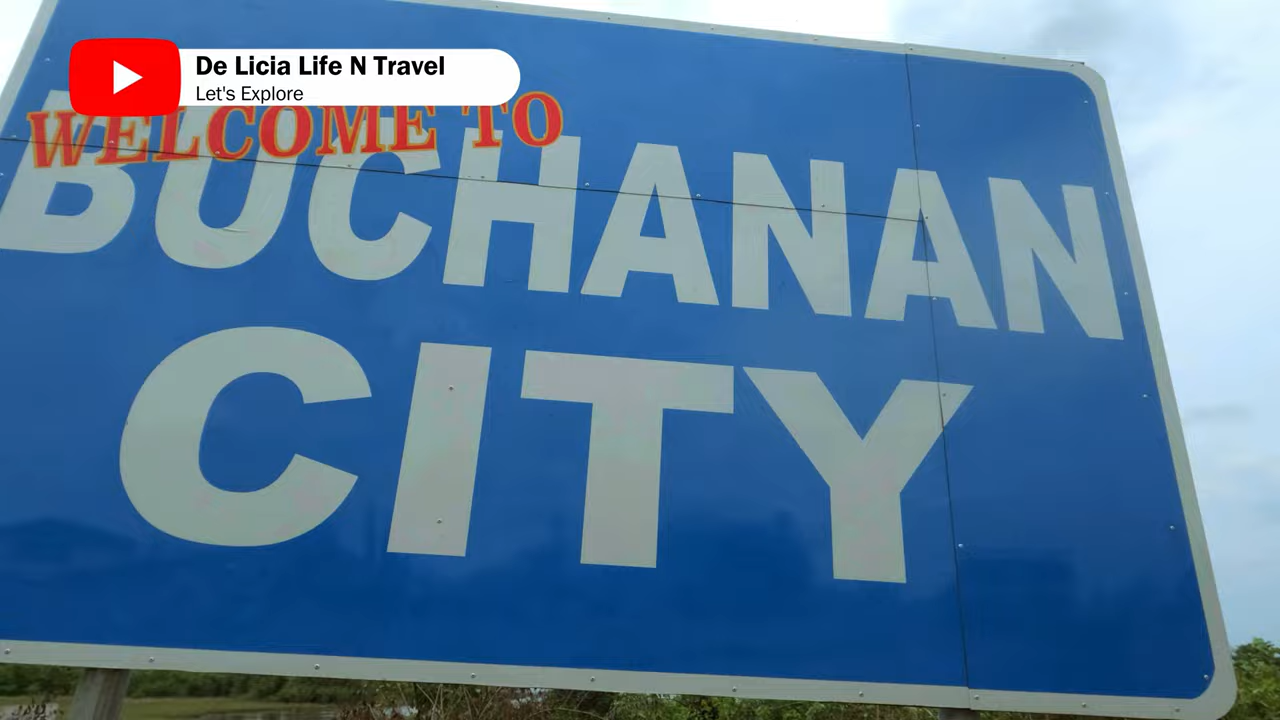 De Licia Life N Travel
Let's Explore
WELCOME TO
BUCHANAN
CITY